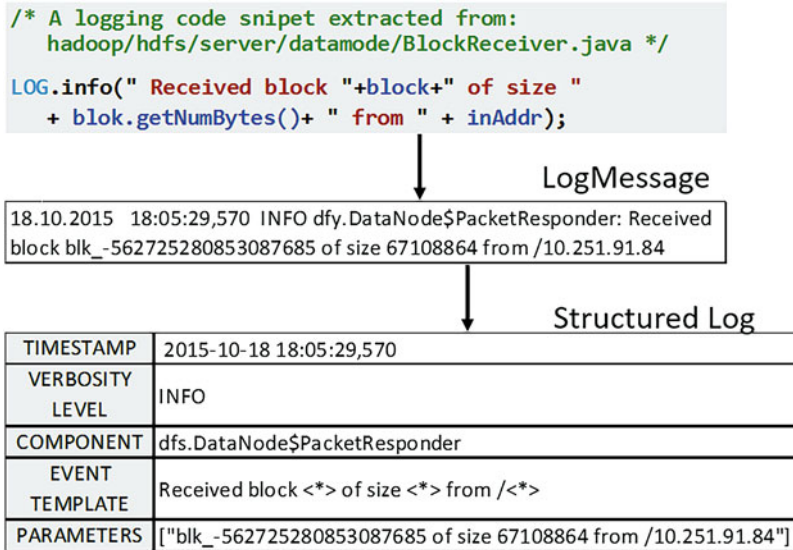 /* A logging code snipet extracted from:
hadoop/hdfs/server/datamode/BlockReceiver.java */
LOG.info(" Received block "+block+" of size "
+ blok.getNumBytes()+ " from " + inAddr);
LogMessage
18.10.2015 18:05:29,570 INFO dfy.DataNode$PacketResponder: Received
block blk_-562725280853087685 of size 67108864 from /10.251.91.84
Structured Log
TIMESTAMP 2015-10-18 18:05:29,570
VERBOSITY
LEVEL INFO
COMPONENT dfs.DataNode$PacketResponder
EVENT
TEMPLATE Received block <*> of size <*> from /<*>
PARAMETERS ["blk_-562725280853087685 of size 67108864 from /10.251.91.84"]